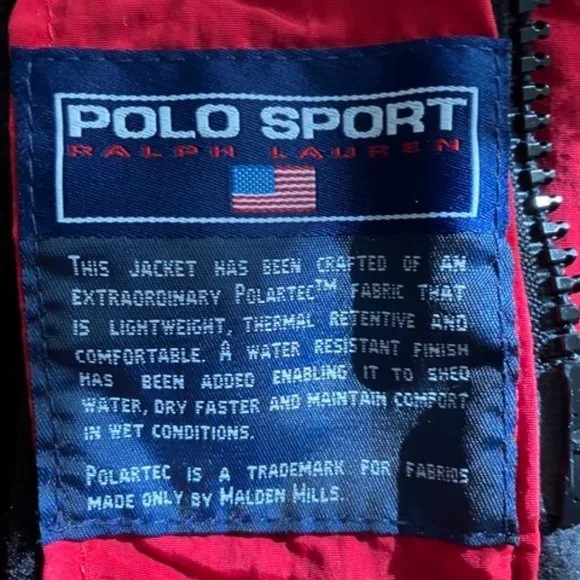 POLO SPORT
RALPH LAUREN
THIS JACKET HAS BEEN CRAFTED OF AN
EXTRAORDINARY POLARTEC™ FABRIC THAT
IS LIGHTWEIGHT, THERMAL RETENTIVE AND
COMFORTABLE. A WATER RESISTANT FINISH
HAS BEEN ADDED ENABLING IT TO SHED
WATER, DRY FASTER AND MAINTAIN COMFORT
IN WET CONDITIONS.
POLARTEC IS A TRADEMARK FOR FABRICS
MADE ONLY BY MALDEN MILLS.